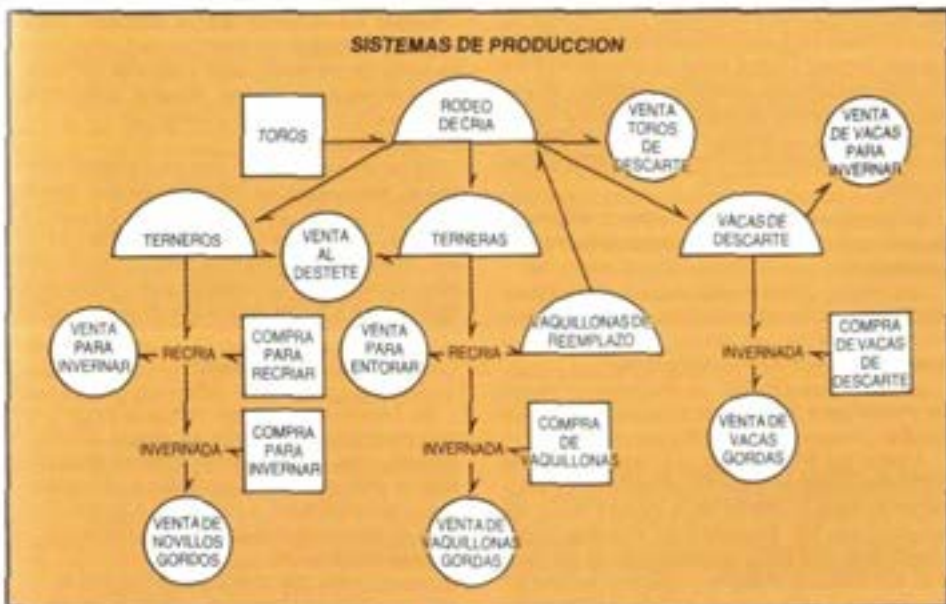 SISTEMAS DE PRODUCCION
TOROS
RODEO
DE CRIA
VENTA
TOROS
DE
DESCARTE
VENTA
DE VACAS
PARA
INVERNAR
TERNEROS
VENTA
AL
DESTETE
TERNERAS
VACAS DE
DESCARTE
VENTA
PARA
INVERNAR
RECRIA
COMPRA
PARA
RECRIAR
VENTA
PARA
ENTORAR
RECRIA
VAQUILLONAS DE
REEMPLAZO
INVERNADA
COMPRA
DE VACAS
DE
DESCARTE
INVERNADA
COMPRA
PARA
INVERNAR
INVERNADA
COMPRA
DE
VAQUILLONAS
VENTA DE
VACAS
GORDAS
VENTA DE
NOVILLOS
GORDOS
VENTA DE
VAQUILLONAS
GORDAS